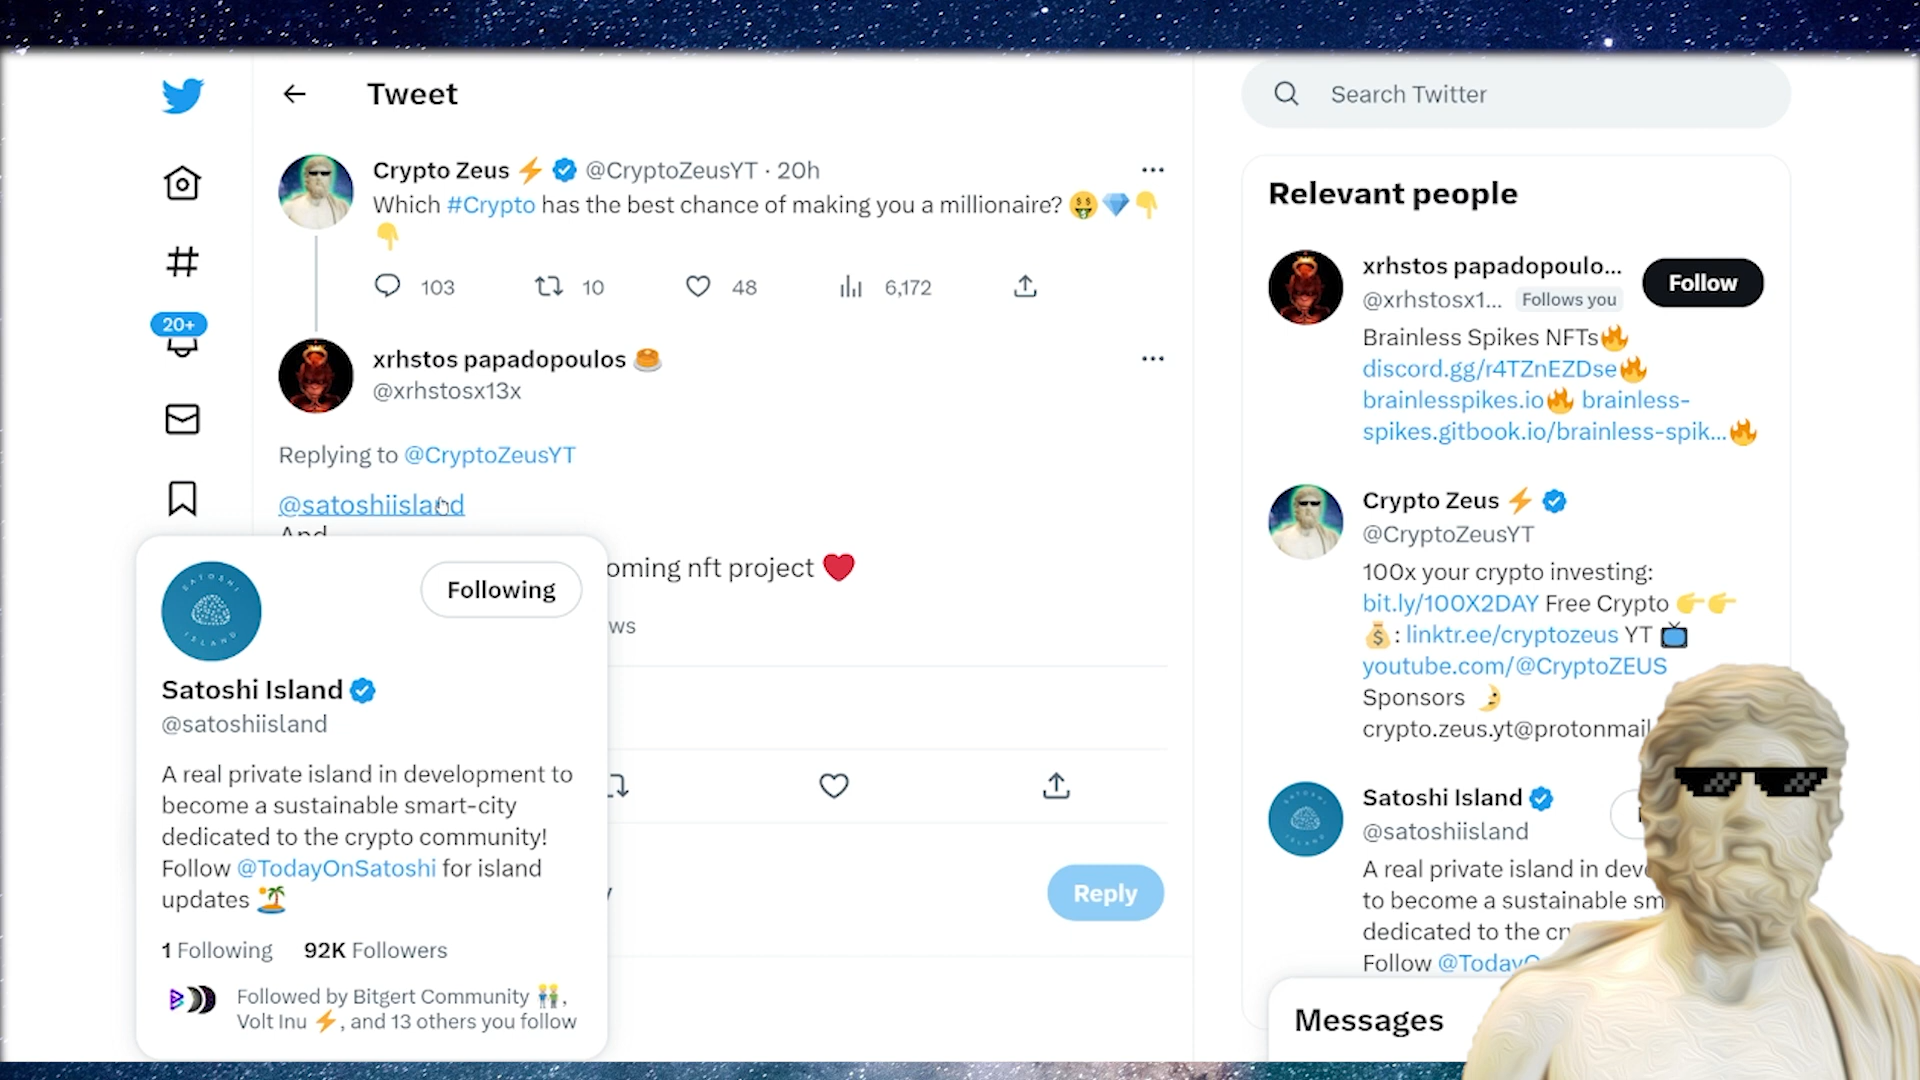 Tweet
Search Twitter
Crypto Zeus ⚡ @CryptoZeusYT · 20h
Which #Crypto has the best chance of making you a millionaire? 🤑💎👇
👇
103 10 48 6,172
20+
xrhstos papadopoulos 🥞
@xrhstosx13x
Replying to @CryptoZeusYT
@satoshiisland
And
oming nft project ❤️
ws
Reply
Following
SATOSHI ISLAND
Satoshi Island
@satoshiisland
A real private island in development to
become a sustainable smart-city
dedicated to the crypto community!
Follow @TodayOnSatoshi for island
updates 🏝️
1 Following 92K Followers
Followed by Bitgert Community 👬,
Volt Inu ⚡, and 13 others you follow
Relevant people
xrhstos papadopoulo...
Follow
@xrhstosx1... Follows you
Brainless Spikes NFTs🔥
discord.gg/r4TZnEZDse🔥
brainlesspikes.io🔥 brainless-
spikes.gitbook.io/brainless-spik...🔥
Crypto Zeus ⚡
@CryptoZeusYT
100x your crypto investing:
bit.ly/100X2DAY Free Crypto 👉👉
💰: linktr.ee/cryptozeus YT 📺
youtube.com/@CryptoZEUS
Sponsors 🌛
crypto.zeus.yt@protonmail
Satoshi Island
@satoshiisland
A real private island in deve
to become a sustainable sm
dedicated to the cr
Follow @TodayO
Messages